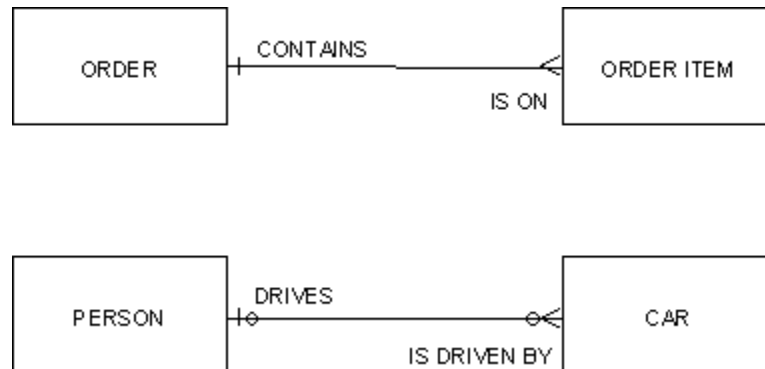 CONTAINS
ORDER
ORDER ITEM
IS ON
DRIVES
PERSON
CAR
IS DRIVEN BY